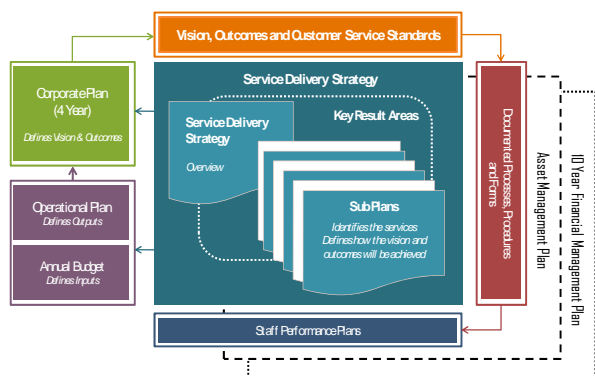 Vision, Outcomes and Customer Service Standards
Service Delivery Strategy
Corporate Plan
(4 Year)
Defines Vision & Outcomes
Operational Plan
Defines Outputs
Annual Budget
Defines Inputs
Service Delivery
Strategy
Overview
Key Result Areas
Sub Plans
Identifies the services
Defines how the vision and
outcomes will be achieved
Documented Processes, Procedures
and Forms
Asset Management Plan
10 Year Financial Management Plan
Staff Performance Plans